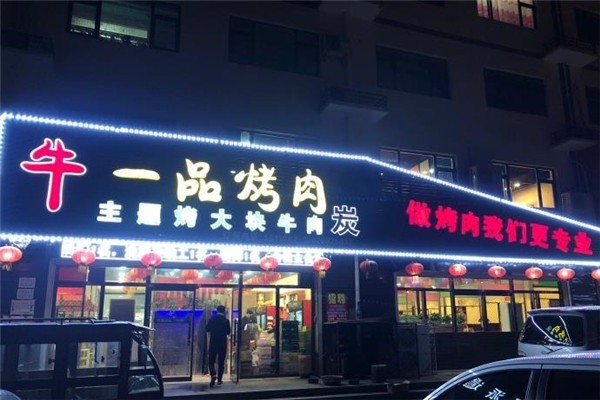 牛 一品烤肉
主题烤大块牛肉 炭
做烤肉我们更专业